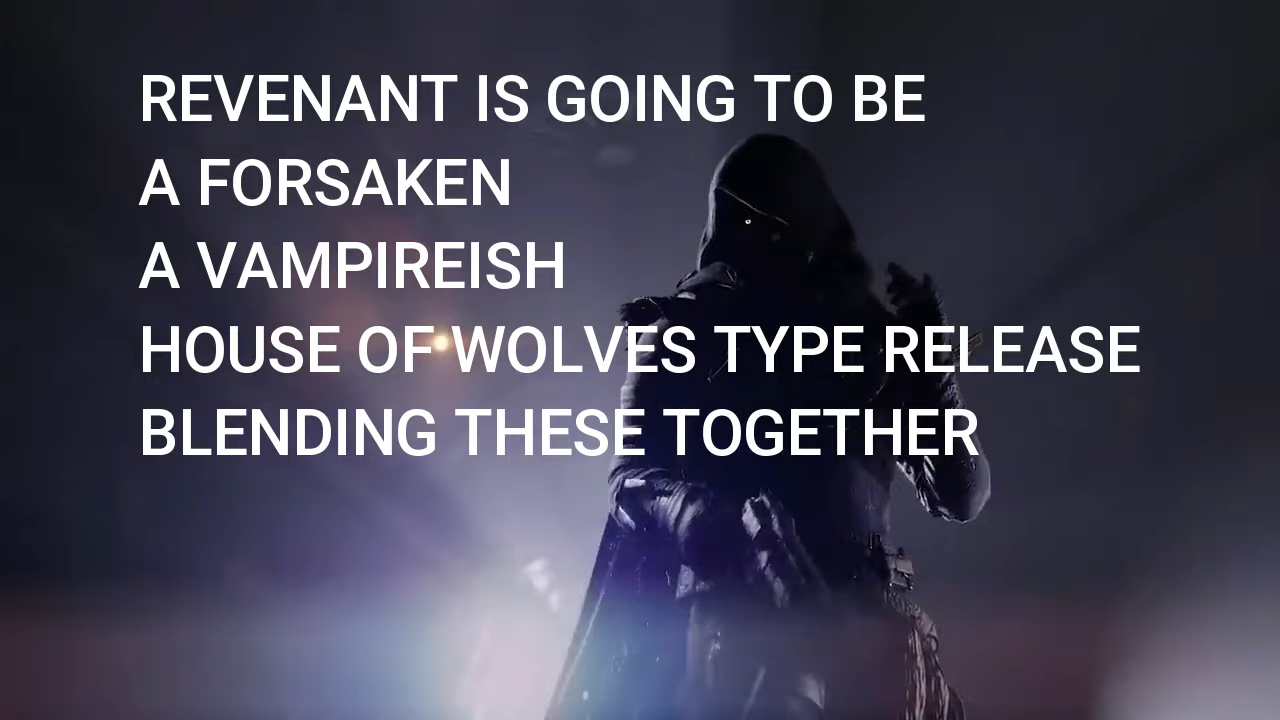 REVENANT IS GOING TO BE
A FORSAKEN
A VAMPIREISH
HOUSE OF WOLVES TYPE RELEASE
BLENDING THESE TOGETHER